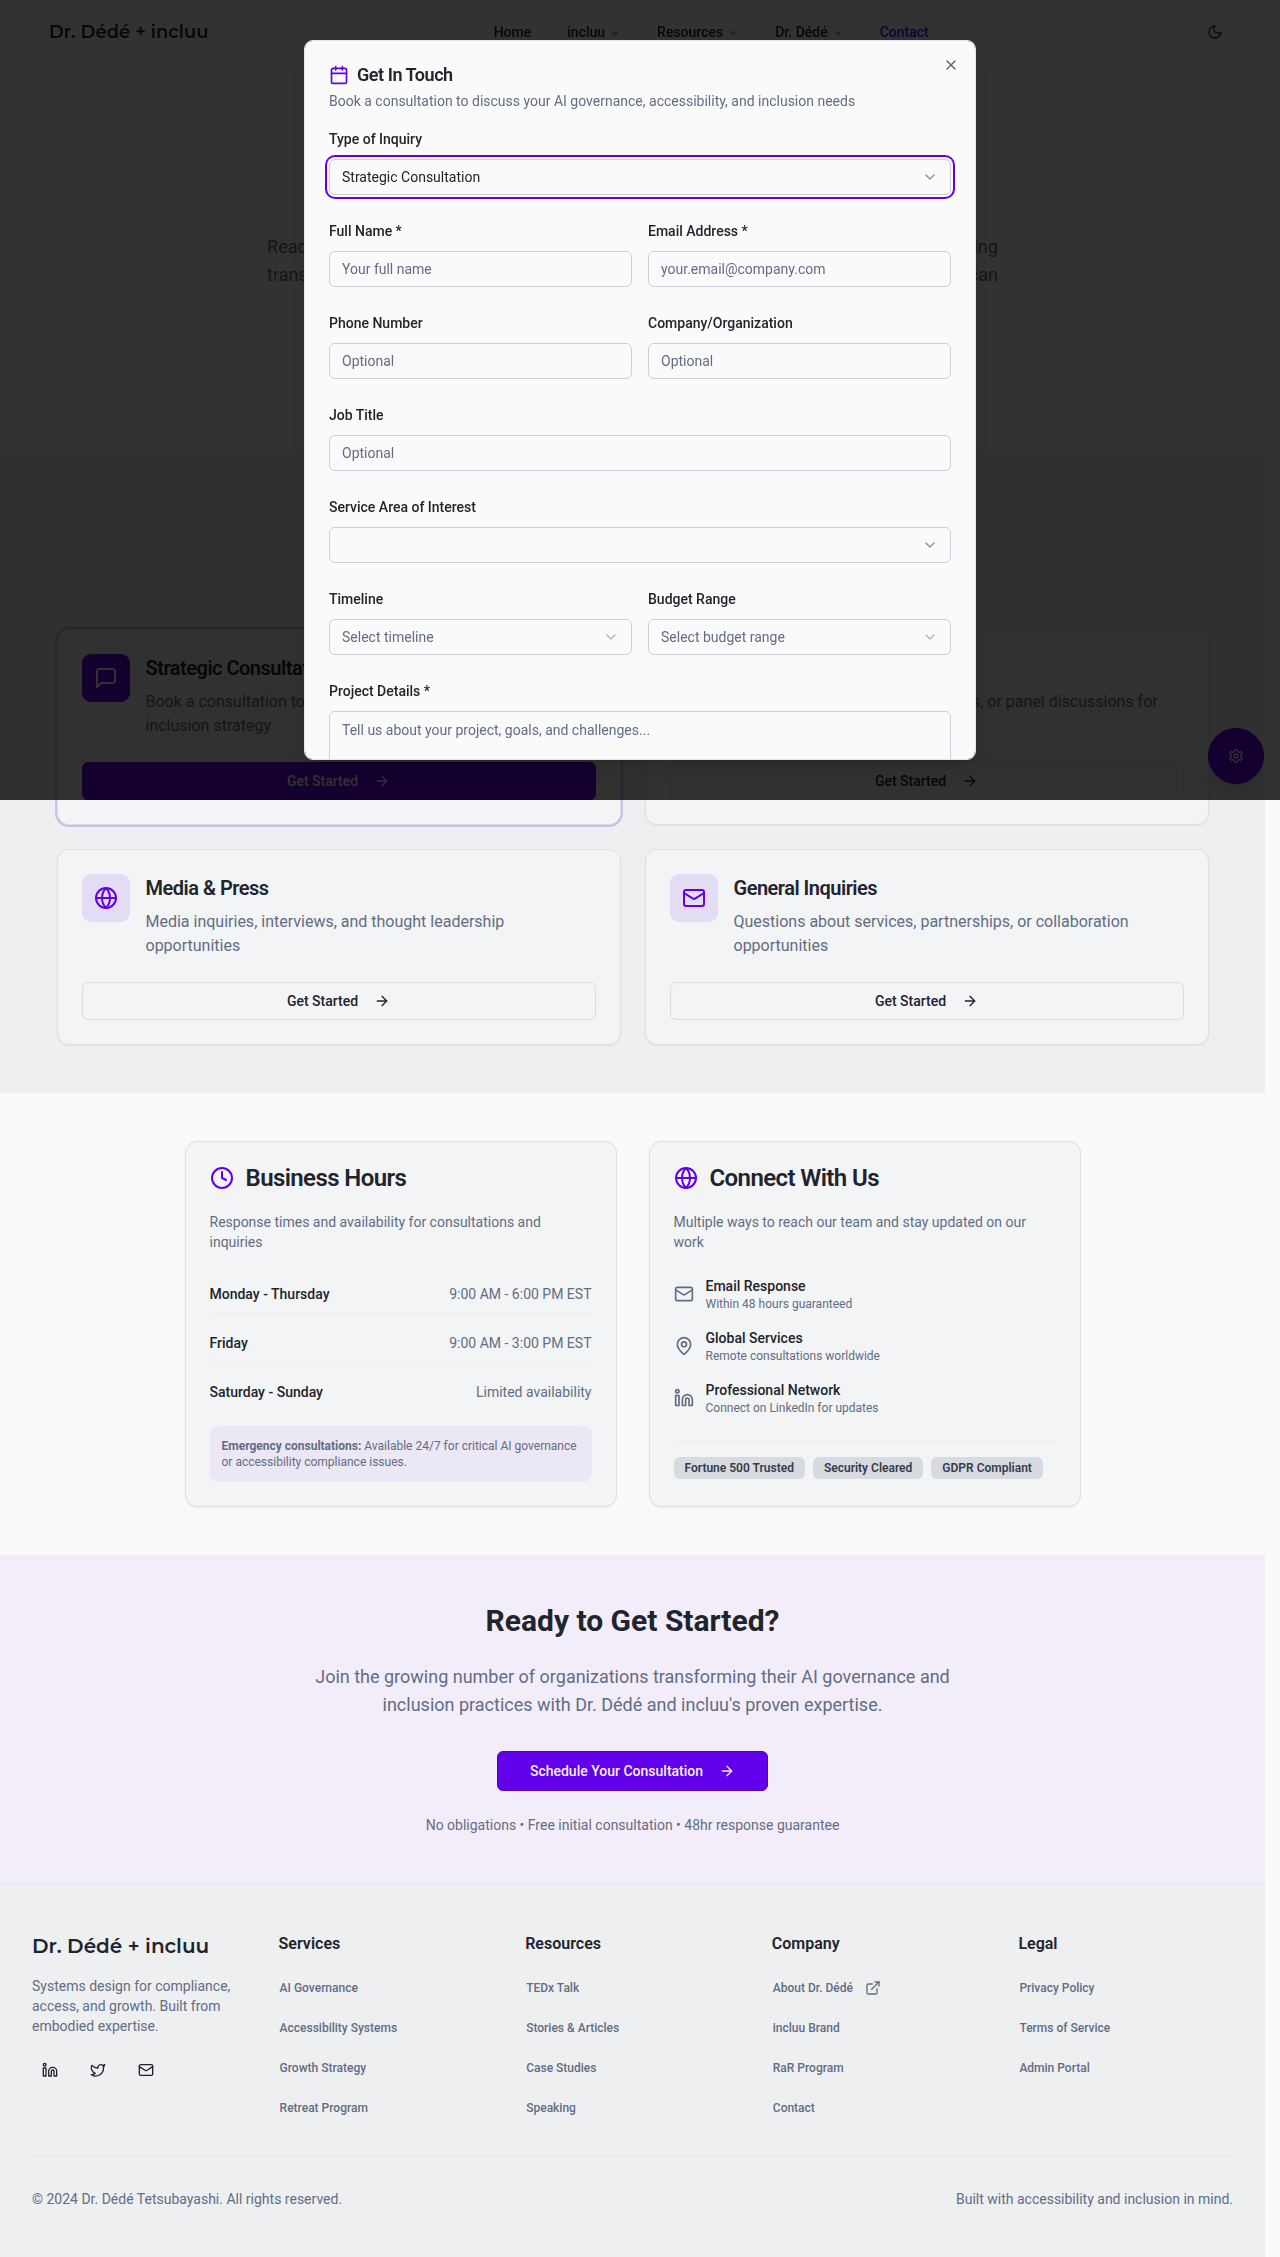 Dr. Dédé + incluu
Home
incluu
Resources
Dr. Dédé
Contact
Get In Touch
Book a consultation to discuss your AI governance, accessibility, and inclusion needs
Type of Inquiry
Strategic Consultation
Full Name *
Email Address *
Your full name
your.email@company.com
Phone Number
Company/Organization
Optional
Optional
Job Title
Optional
Service Area of Interest
Timeline
Budget Range
Select timeline
Select budget range
Project Details *
Tell us about your project, goals, and challenges...
Strategic
Book a consultation to
inclusion strategy
Get Started
or panel discussions for
Get Started
Media & Press
Media inquiries, interviews, and thought leadership
opportunities
Get Started
General Inquiries
Questions about services, partnerships, or collaboration
opportunities
Get Started
Business Hours
Response times and availability for consultations and
inquiries
Monday - Thursday
9:00 AM - 6:00 PM EST
Friday
9:00 AM - 3:00 PM EST
Saturday - Sunday
Limited availability
Emergency consultations: Available 24/7 for critical AI governance
or accessibility compliance issues.
Connect With Us
Multiple ways to reach our team and stay updated on our
work
Email Response
Within 48 hours guaranteed
Global Services
Remote consultations worldwide
Professional Network
Connect on LinkedIn for updates
Fortune 500 Trusted
Security Cleared
GDPR Compliant
Ready to Get Started?
Join the growing number of organizations transforming their AI governance and
inclusion practices with Dr. Dédé and incluu's proven expertise.
Schedule Your Consultation
No obligations • Free initial consultation • 48hr response guarantee
Dr. Dédé + incluu
Systems design for compliance,
access, and growth. Built from
embodied expertise.
Services
AI Governance
Accessibility Systems
Growth Strategy
Retreat Program
Resources
TEDx Talk
Stories & Articles
Case Studies
Speaking
Company
About Dr. Dédé
incluu Brand
RaR Program
Contact
Legal
Privacy Policy
Terms of Service
Admin Portal
© 2024 Dr. Dédé Tetsubayashi. All rights reserved.
Built with accessibility and inclusion in mind.